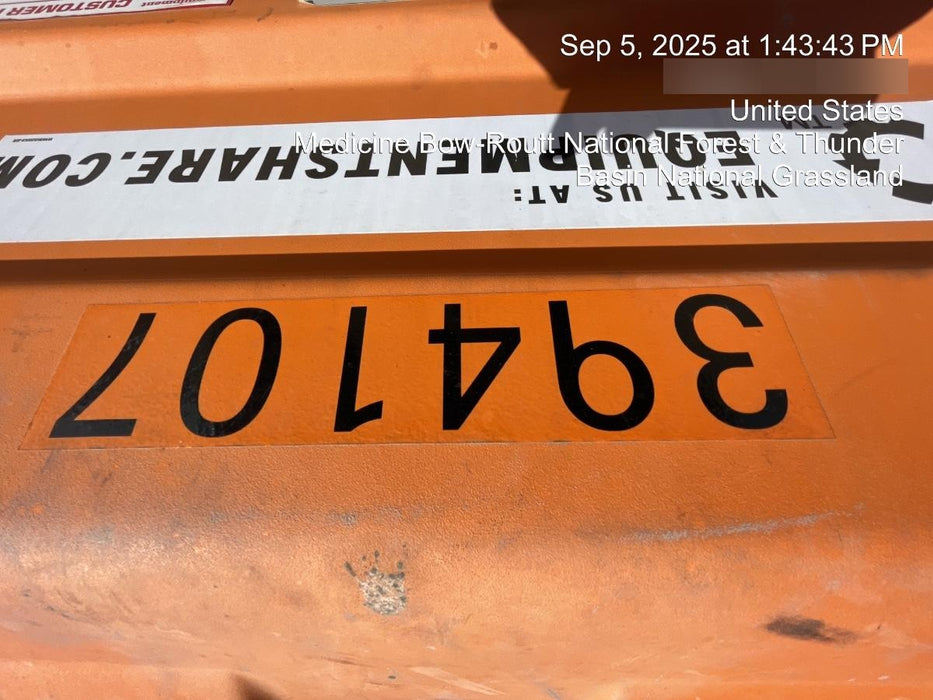 Sep 5, 2025 at 1:43:43 PM
United States
Medicine Bow-Routt National Forest & Thunder
Basin National Grassland
CUSTOMER
VISIT US AT:
EQUIPMENTSHARE.COM
394107